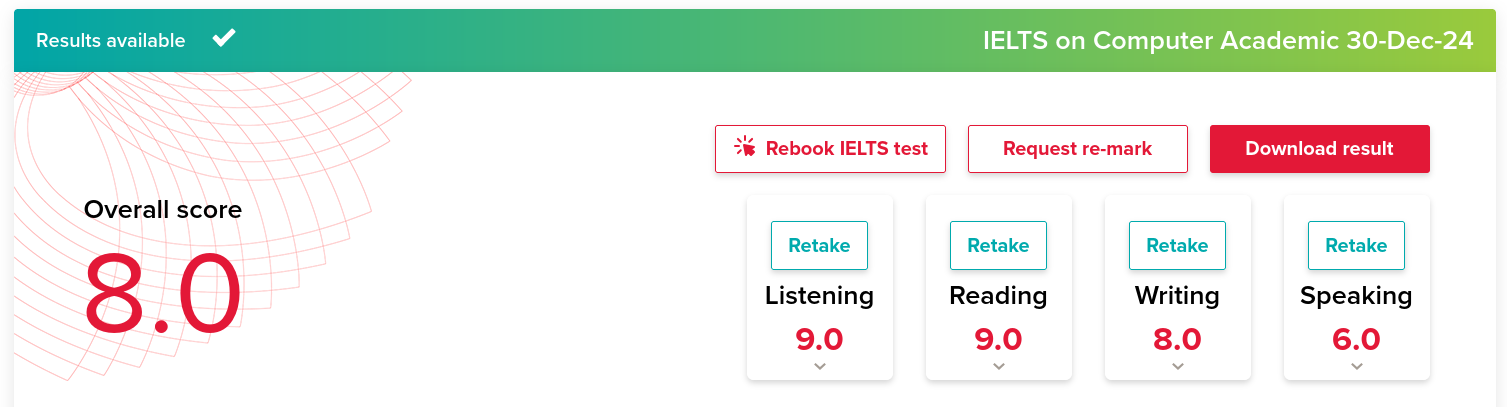 Results available
IELTS on Computer Academic 30-Dec-24
Rebook IELTS test
Request re-mark
Download result
Overall score
8.0
Retake
Retake
Retake
Retake
Listening
Reading
Writing
Speaking
9.0
9.0
8.0
6.0